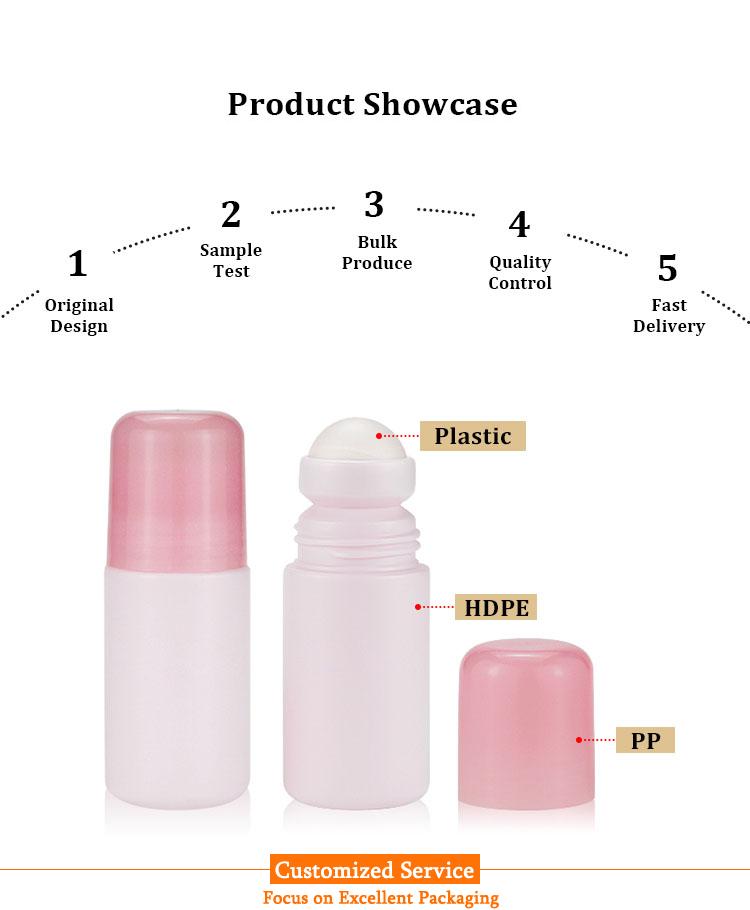 Product Showcase
1
Original
Design
2
Sample
Test
3
Bulk
Produce
4
Quality
Control
5
Fast
Delivery
Plastic
HDPE
PP
Customized Service
Focus on Excellent Packaging